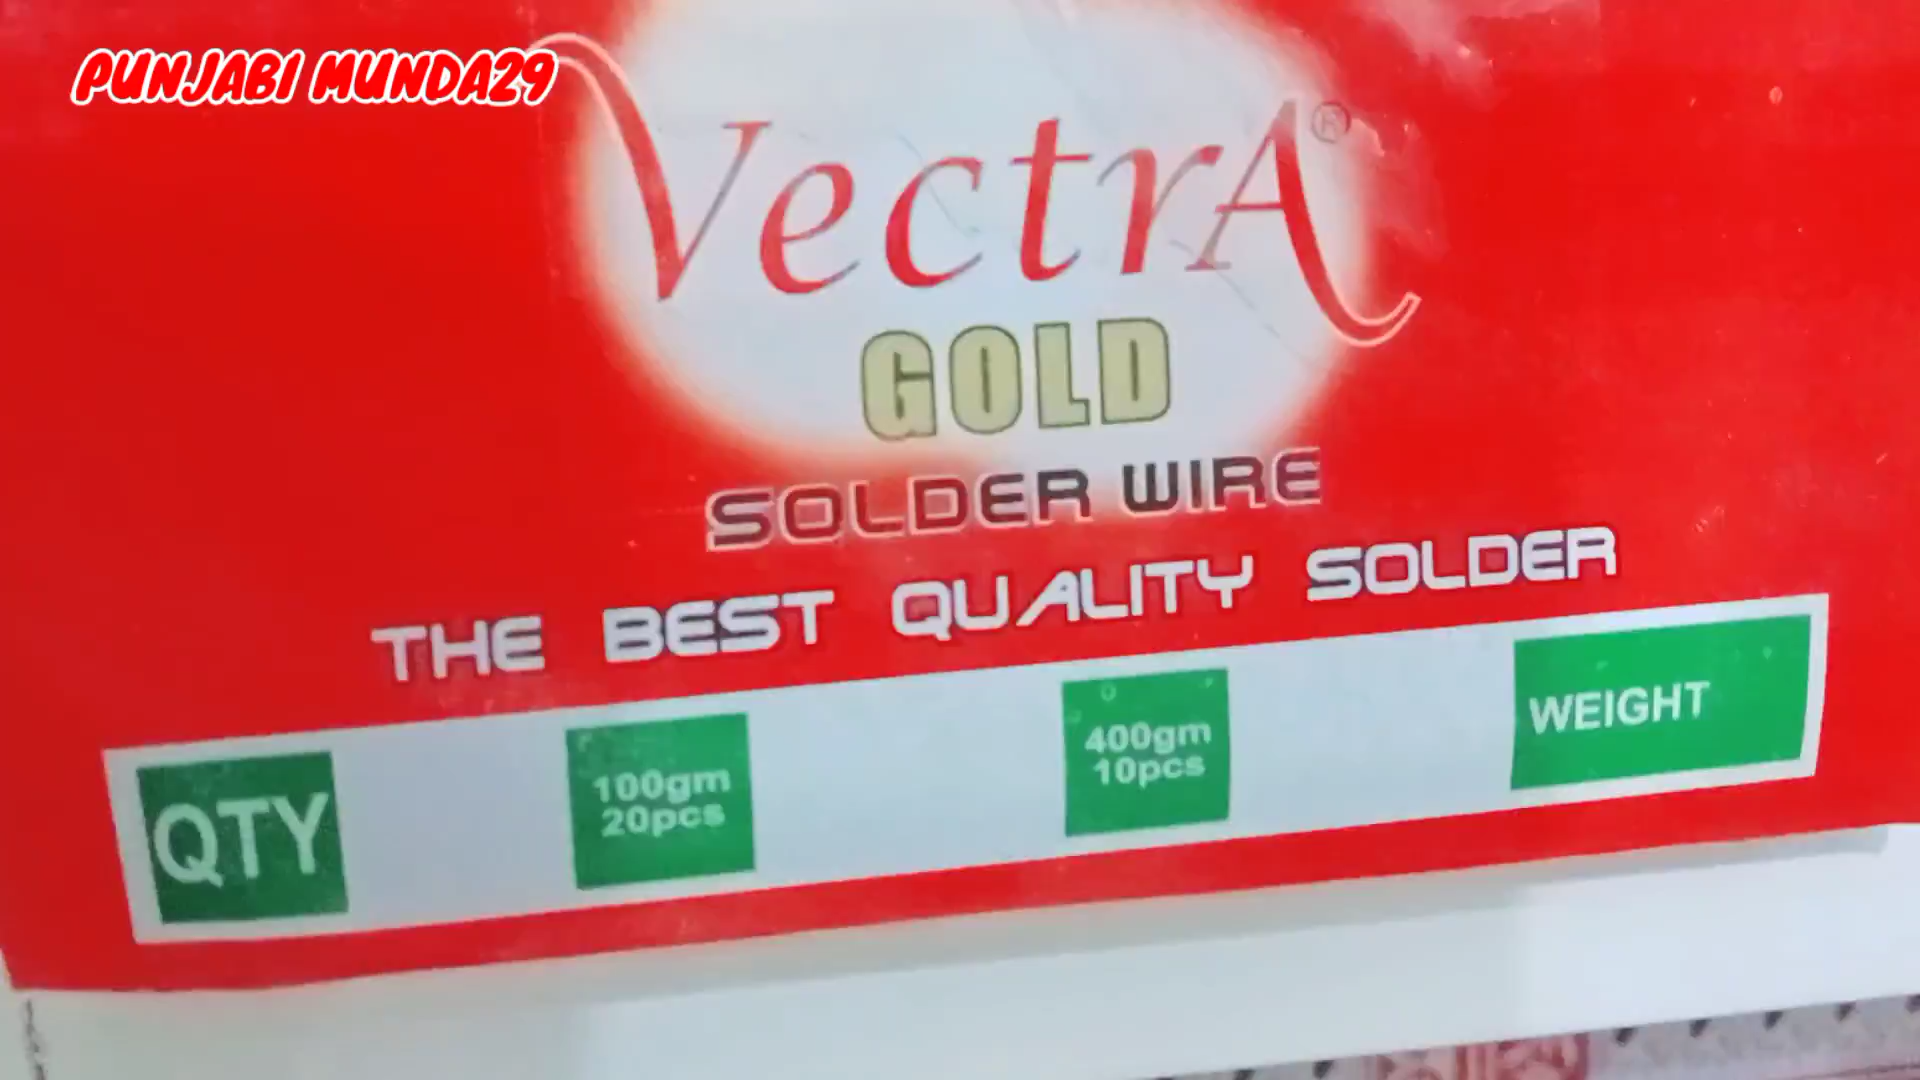 PUNJABI MUNDA29
VectrA®
GOLD
SOLDER WIRE
THE BEST QUALITY SOLDER
QTY
100gm
20pcs
400gm
10pcs
WEIGHT